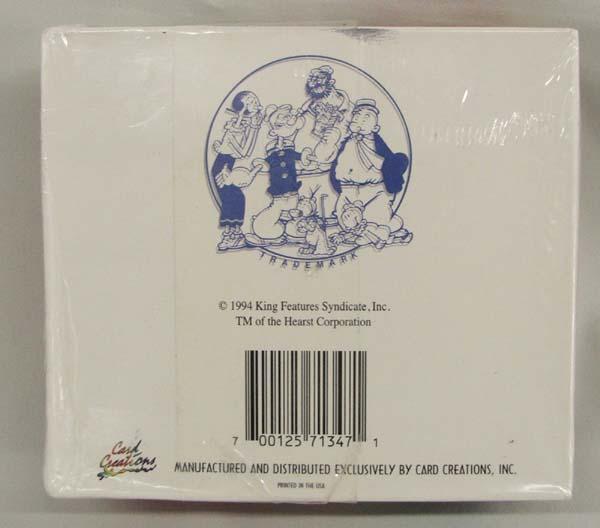 TRADEMARK
© 1994 King Features Syndicate, Inc.
TM of the Hearst Corporation
7 00125 71347 1
Card
Creations
MANUFACTURED AND DISTRIBUTED EXCLUSIVELY BY CARD CREATIONS, INC.
PRINTED IN THE USA